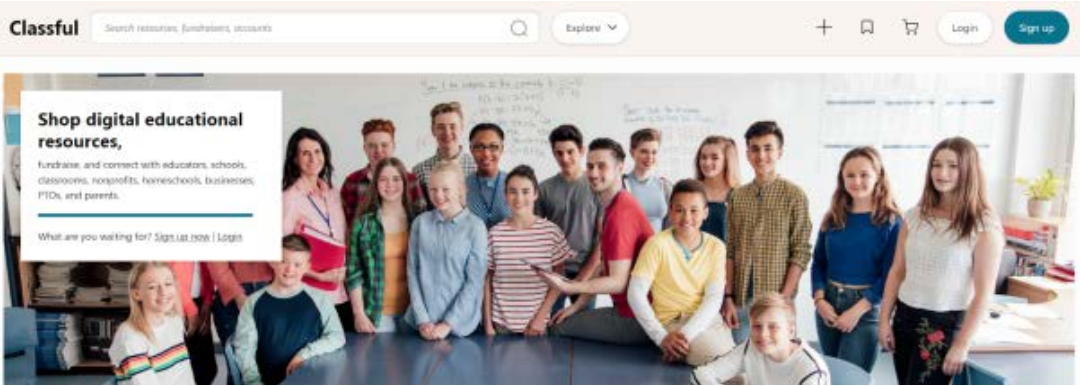 Classful
Search resources, fundraisers, accounts
Explore
Login
Sign up
Shop digital educational
resources,
fundraise, and connect with educators, schools,
classrooms, nonprofits, homeschools, businesses,
PTOs, and parents.
What are you waiting for? Sign up now | Login